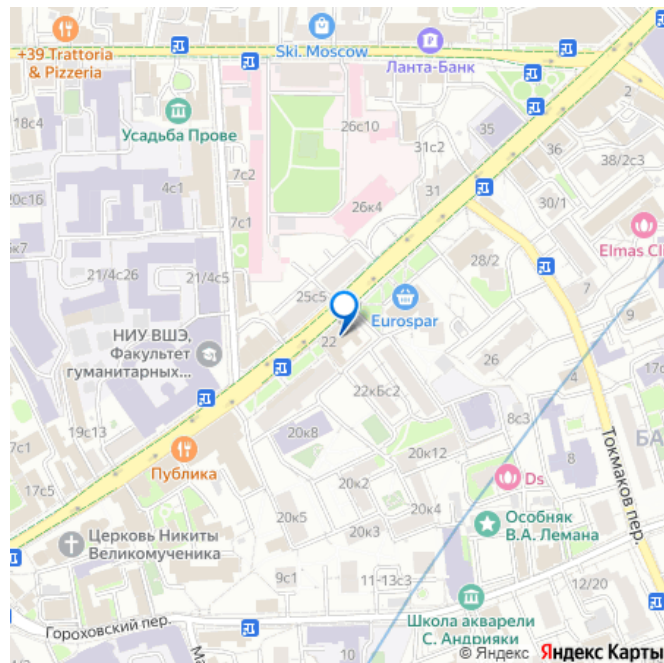 +39 Trattoria
& Pizzeria
Ski. Moscow
Ланта-Банк
2
18с4
Усадьба Прове
26с10
35
31с2
36
38/2с3
7с2
4с1
31
20с16
26к4
30/1
7с1
Elmas Cli
к7
21/4с26
21/4с5
28/2
7
25с5
9
Eurospar
НИУ ВШЭ,
Факультет
гуманитарных...
22
26
4
22кБс2
8с3
19с13
20к8
7с1
БА
Публика
20к12
8
Токмаков пер.
17с5
20к2
Ds
20к5
20к4
Особняк
В.А. Лемана
Церковь Никиты
Великомученика
20к3
9с1
11-13с3
12/20
Школа акварели
С. Андрияки
Гороховский пер.
Ма
10
© Яндекс Яндекс Карты